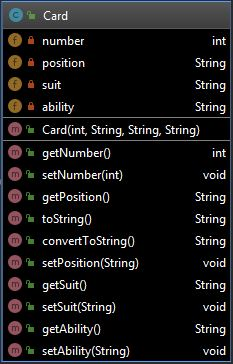 Card
number int
position String
suit String
ability String
Card(int, String, String, String)
getNumber() int
setNumber(int) void
getPosition() String
toString() String
convertToString() String
setPosition(String) void
getSuit() String
setSuit(String) void
getAbility() String
setAbility(String) void